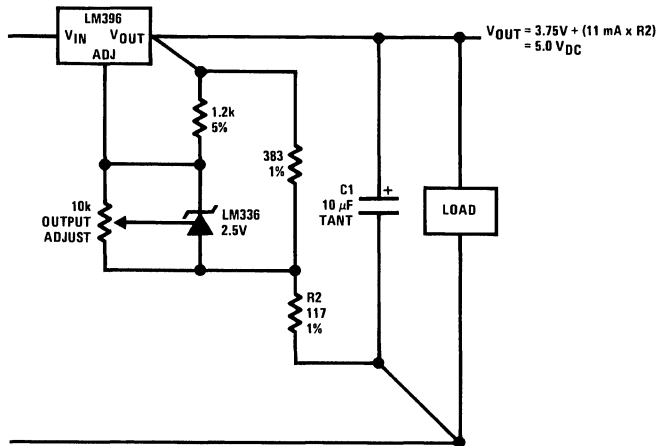 LM396
VIN VOUT
ADJ
VOUT = 3.75V + (11 mA x R2)
= 5.0 VDC
1.2k
5%
383
1%
10k
OUTPUT
ADJUST
LM336
2.5V
C1
10 µF
TANT
+
LOAD
R2
117
1%